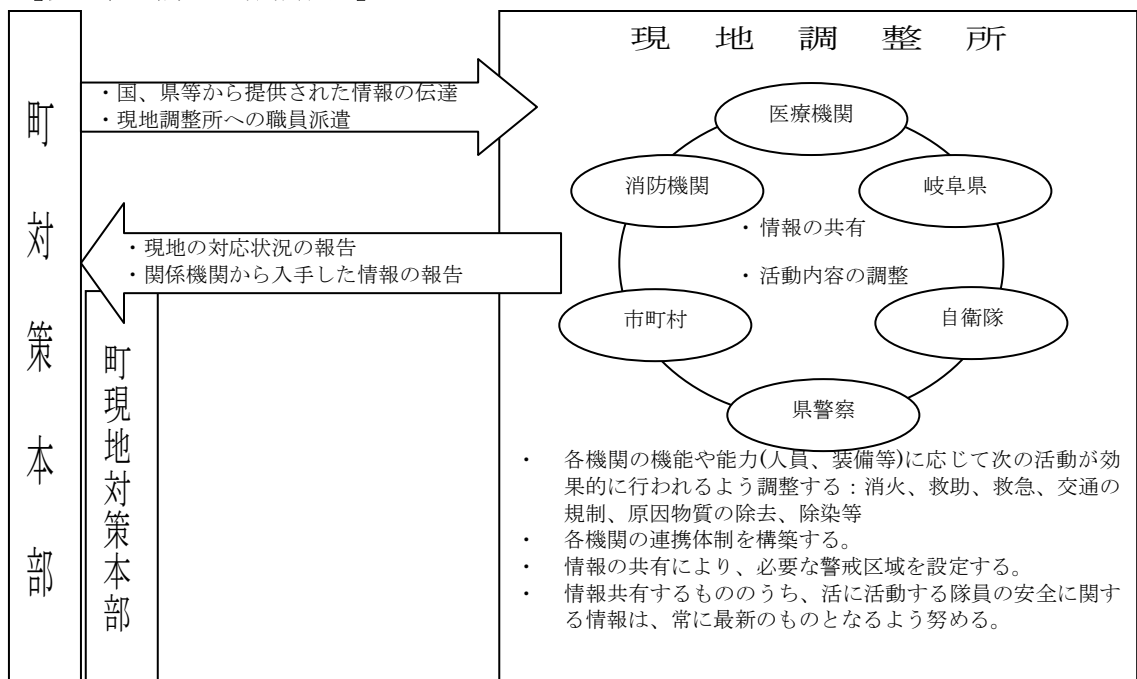 現地調整所
町対策本部
・国、県等から提供された情報の伝達
・現地調整所への職員派遣
・現地の対応状況の報告
・関係機関から入手した情報の報告
町現地対策本部
医療機関
消防機関
岐阜県
・情報の共有
・活動内容の調整
市町村
自衛隊
県警察
・ 各機関の機能や能力(人員、装備等)に応じて次の活動が効
果的に行われるよう調整する：消火、救助、救急、交通の
規制、原因物質の除去、除染等
・ 各機関の連携体制を構築する。
・ 情報の共有により、必要な警戒区域を設定する。
・ 情報共有するもののうち、活に活動する隊員の安全に関す
る情報は、常に最新のものとなるよう努める。